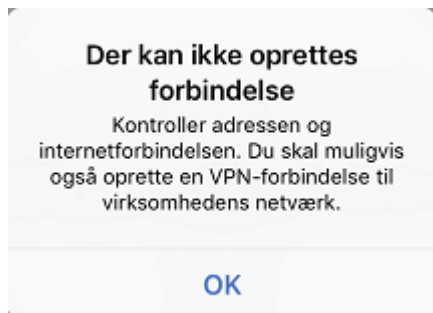 Der kan ikke oprettes
forbindelse
Kontroller adressen og
internetforbindelsen. Du skal muligvis
også oprette en VPN-forbindelse til
virksomhedens netværk.
OK